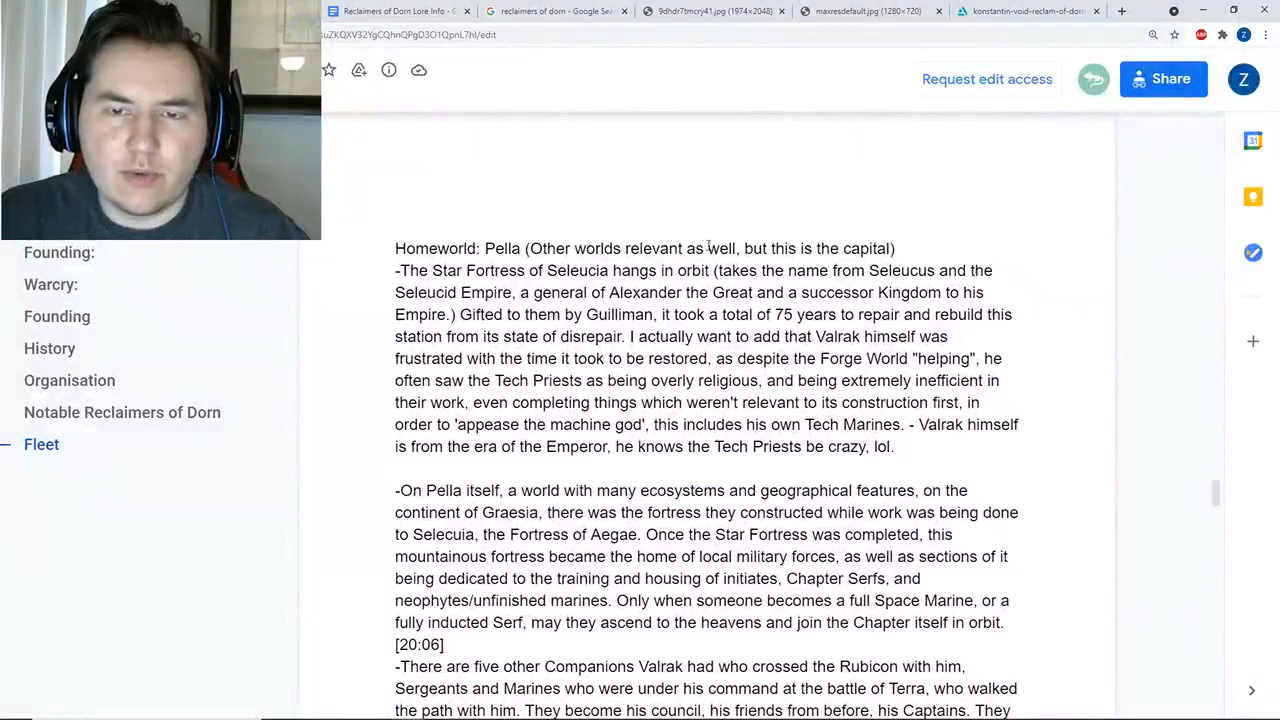 Reclaimers of Dorn Lore Info - G
reclaimers of dorn - Google Sea
9dhdr7tmcry41.jpg (1974×2048)
maxresdefault.jpg (1280×720)
konstantin-void-reclam-of-dorn-
Request edit access
Share
Z
Founding:
Warcry:
Founding
History
Organisation
Notable Reclaimers of Dorn
Fleet
Homeworld: Pella (Other worlds relevant as well, but this is the capital)
-The Star Fortress of Seleucia hangs in orbit (takes the name from Seleucus and the
Seleucid Empire, a general of Alexander the Great and a successor Kingdom to his
Empire.) Gifted to them by Guilliman, it took a total of 75 years to repair and rebuild this
station from its state of disrepair. I actually want to add that Valrak himself was
frustrated with the time it took to be restored, as despite the Forge World "helping", he
often saw the Tech Priests as being overly religious, and being extremely inefficient in
their work, even completing things which weren't relevant to its construction first, in
order to 'appease the machine god', this includes his own Tech Marines. - Valrak himself
is from the era of the Emperor, he knows the Tech Priests be crazy, lol.
-On Pella itself, a world with many ecosystems and geographical features, on the
continent of Graesia, there was the fortress they constructed while work was being done
to Selecuia, the Fortress of Aegae. Once the Star Fortress was completed, this
mountainous fortress became the home of local military forces, as well as sections of it
being dedicated to the training and housing of initiates, Chapter Serfs, and
neophytes/unfinished marines. Only when someone becomes a full Space Marine, or a
fully inducted Serf, may they ascend to the heavens and join the Chapter itself in orbit.
[20:06]
-There are five other Companions Valrak had who crossed the Rubicon with him,
Sergeants and Marines who were under his command at the battle of Terra, who walked
the path with him. They become his council, his friends from before, his Captains. They